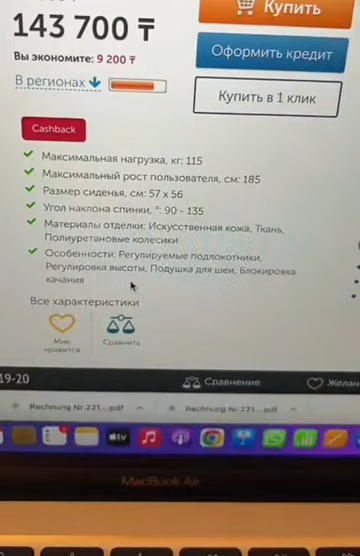 Купить
143 700 ₸
Вы экономите: 9 200 ₸
Оформить кредит
В регионах
Купить в 1 клик
Cashback
Максимальная нагрузка, кг: 115
Максимальный рост пользователя, см: 185
Размер сиденья, см: 57 x 56
Угол наклона спинки, °: 90 - 135
Материалы отделки: Искусственная кожа, Ткань,
Полиуретановые колесики
Особенности: Регулируемые подлокотники,
Регулировка высоты, Подушка для шеи, Блокировка
качания
Все характеристики
Мне
нравится
Сравнить
19-20
Сравнение
Желан
Rechnung Nr.221....pdf
Rechnung Nr.221....pdf
tv
MacBook Air